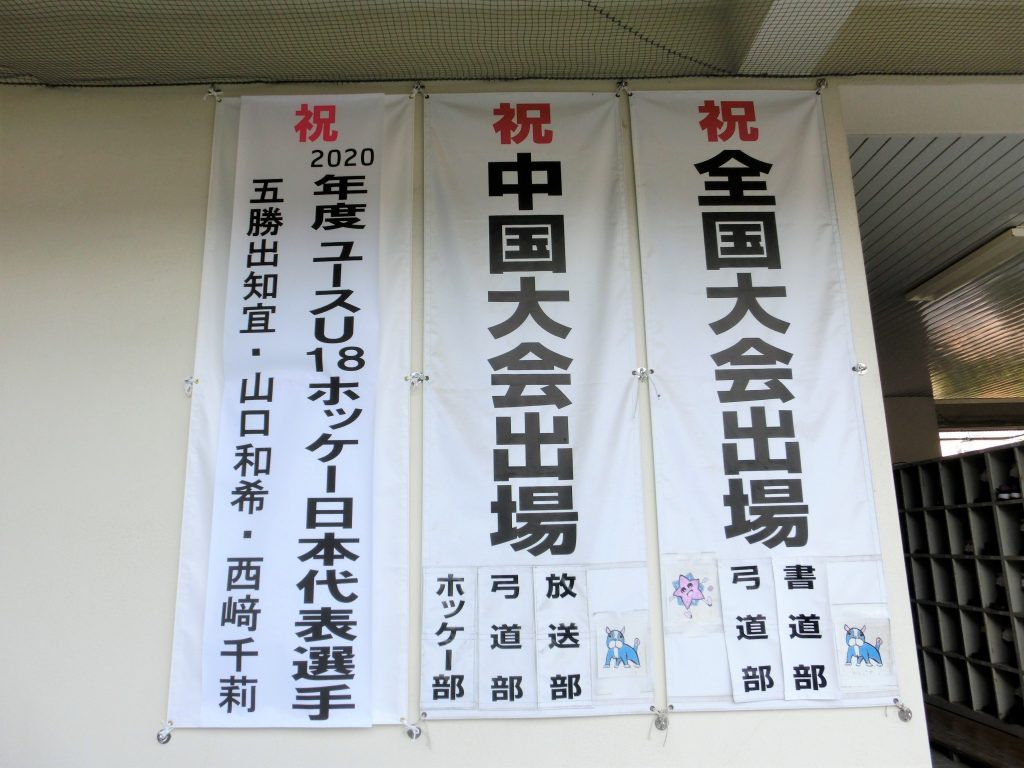 祝
全国大会出場
書道部
弓道部
祝
中国大会出場
放送部
弓道部
ホッケー部
祝
2020
年度ユースU18ホッケー日本代表選手
五勝出知宜・山口和希・西﨑千莉